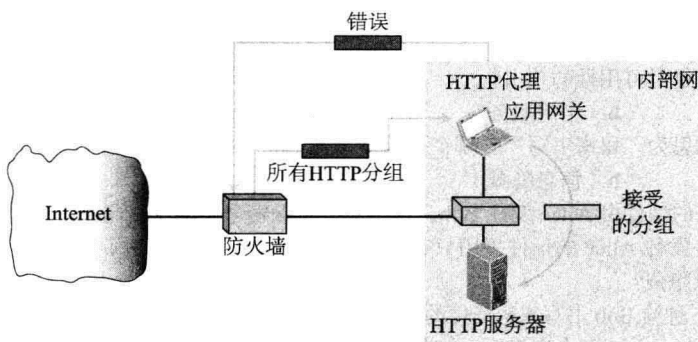 错误
HTTP代理
内部网
应用网关
所有HTTP分组
Internet
接受
的分组
防火墙
HTTP服务器